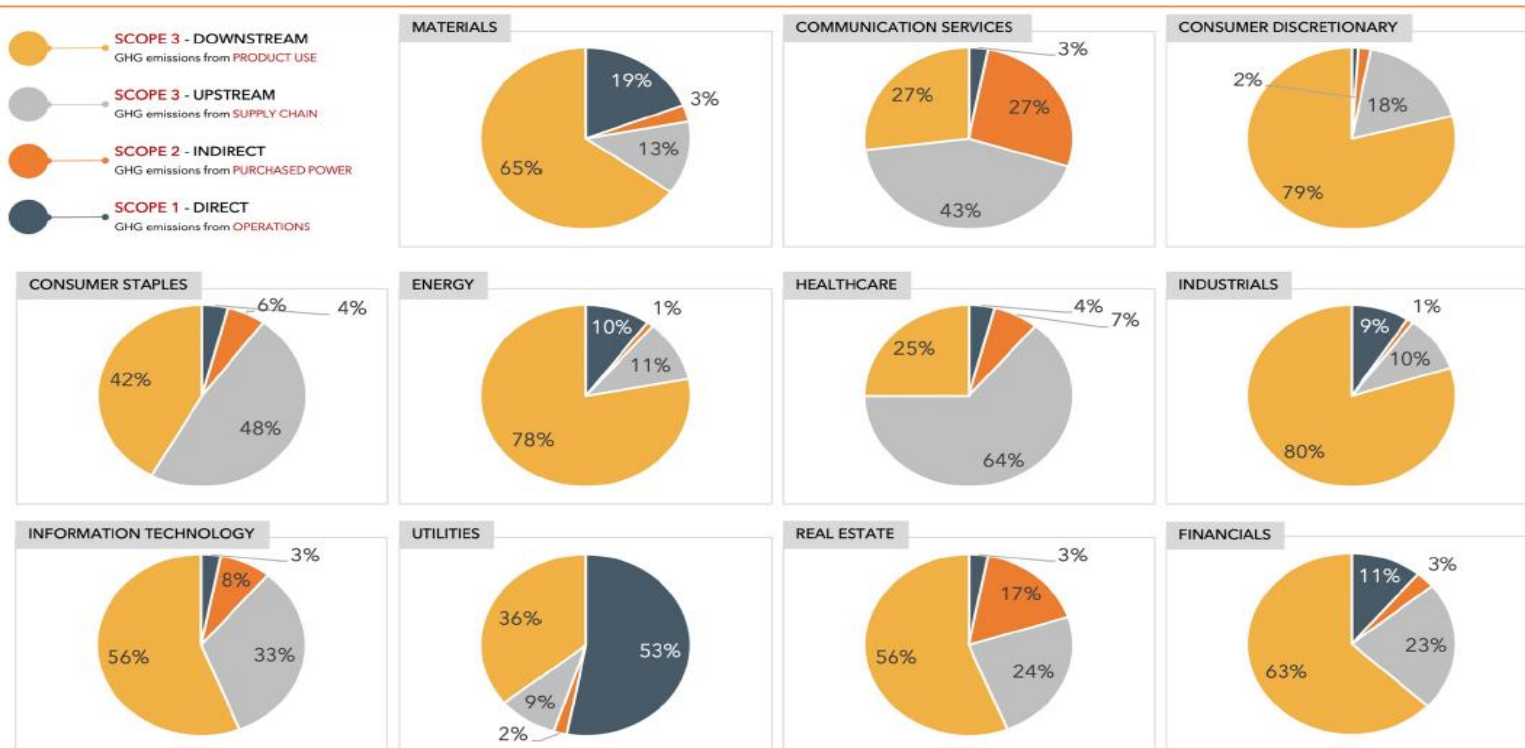 SCOPE 3 - DOWNSTREAM
GHG emissions from PRODUCT USE
SCOPE 3 - UPSTREAM
GHG emissions from SUPPLY CHAIN
SCOPE 2 - INDIRECT
GHG emissions from PURCHASED POWER
SCOPE 1 - DIRECT
GHG emissions from OPERATIONS
MATERIALS
19%
3%
13%
65%
COMMUNICATION SERVICES
3%
27%
27%
43%
CONSUMER DISCRETIONARY
2%
18%
79%
CONSUMER STAPLES
6%
4%
42%
48%
ENERGY
1%
10%
11%
78%
HEALTHCARE
4%
7%
25%
64%
INDUSTRIALS
1%
9%
10%
80%
INFORMATION TECHNOLOGY
3%
8%
56%
33%
UTILITIES
36%
53%
9%
2%
REAL ESTATE
3%
17%
56%
24%
FINANCIALS
11%
3%
23%
63%